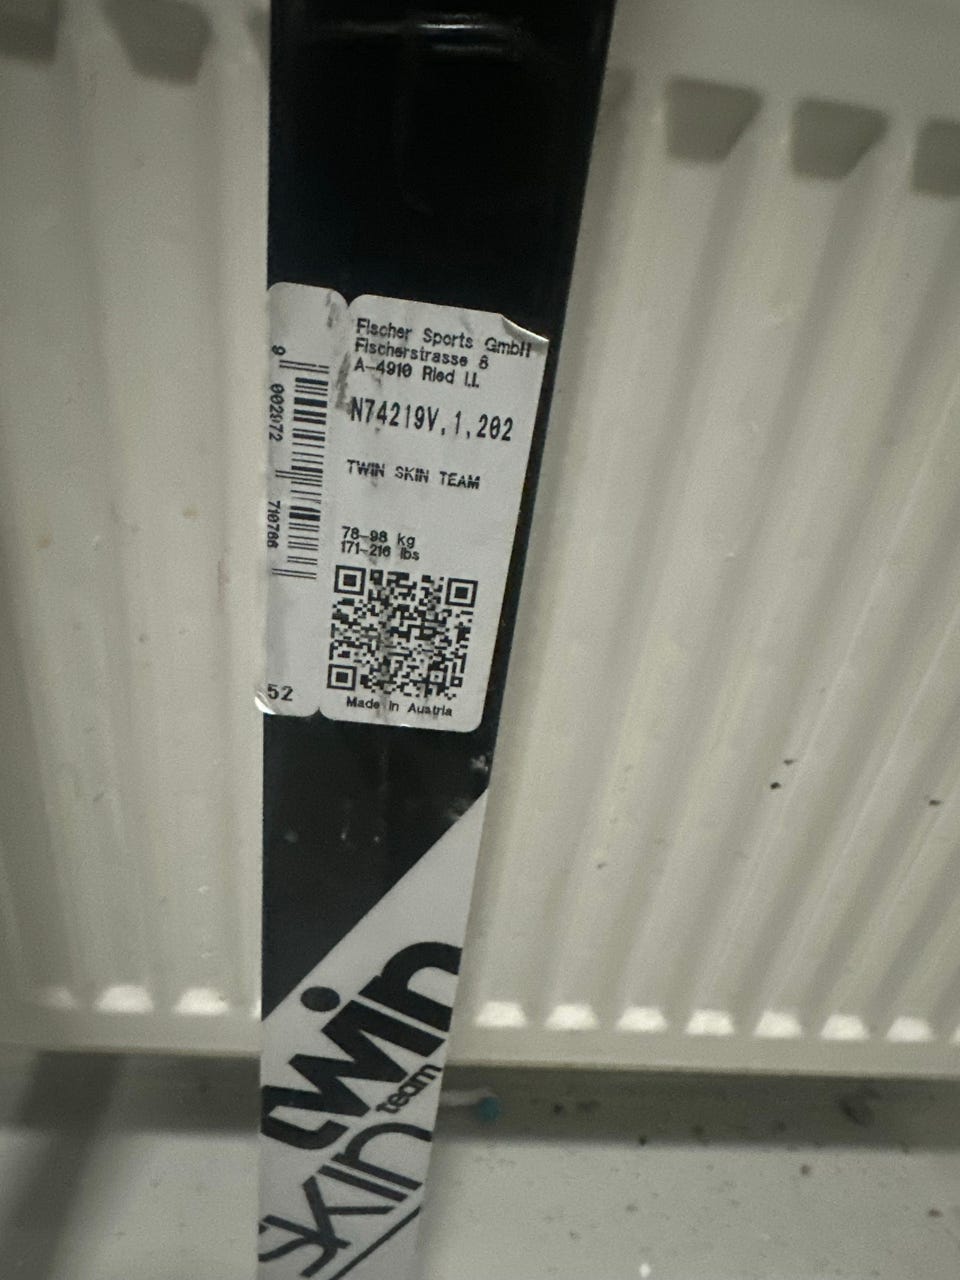 Fischer Sports GmbH
Fischerstrasse 8
A-4910 Ried I.I.
N74219V,1,202
TWIN SKIN TEAM
78-98 kg
171-216 lbs
Made in Austria
9 002972 710766
52
twin
team
skin